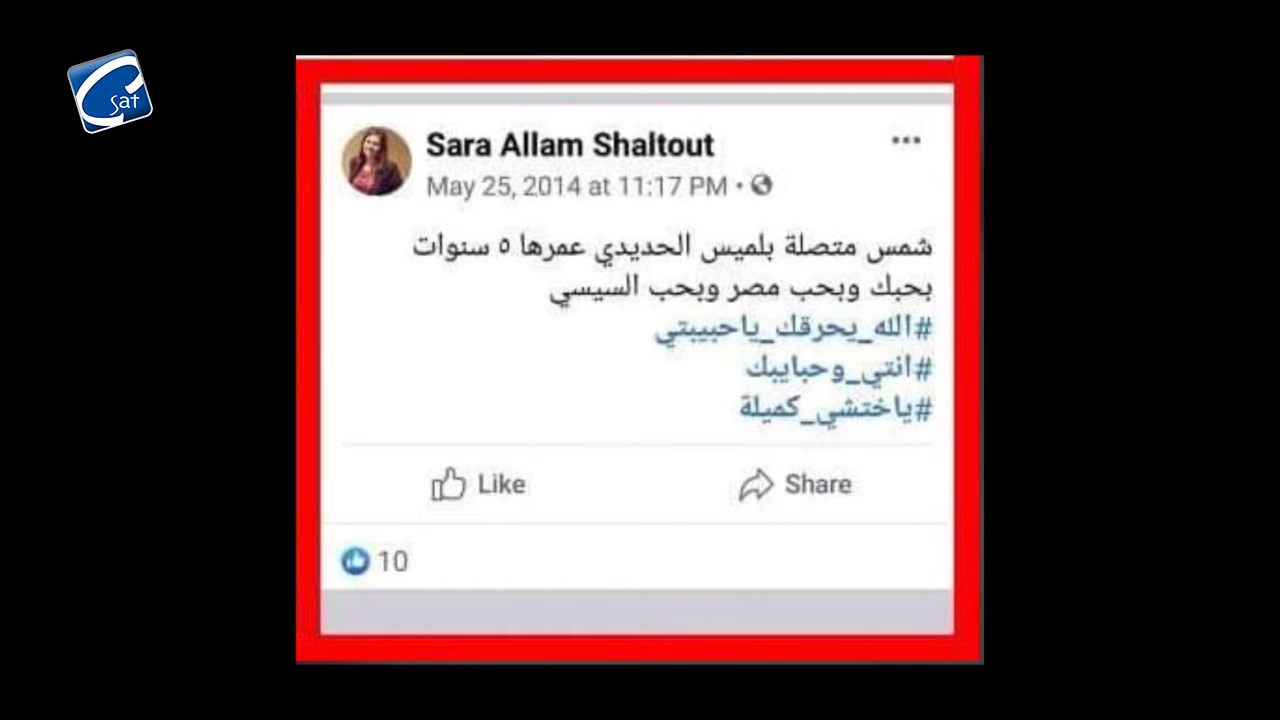 Sat
Sara Allam Shaltout
May 25, 2014 at 11:17 PM •
شمس متصلة بلميس الحديدي عمرها ٥ سنوات
بحبك وبحب مصر وبحب السيسي
#الله_يحرقك_ياحبيبتي
#انتي_وحبايبك
#ياختشي_كميلة
Like
Share
10